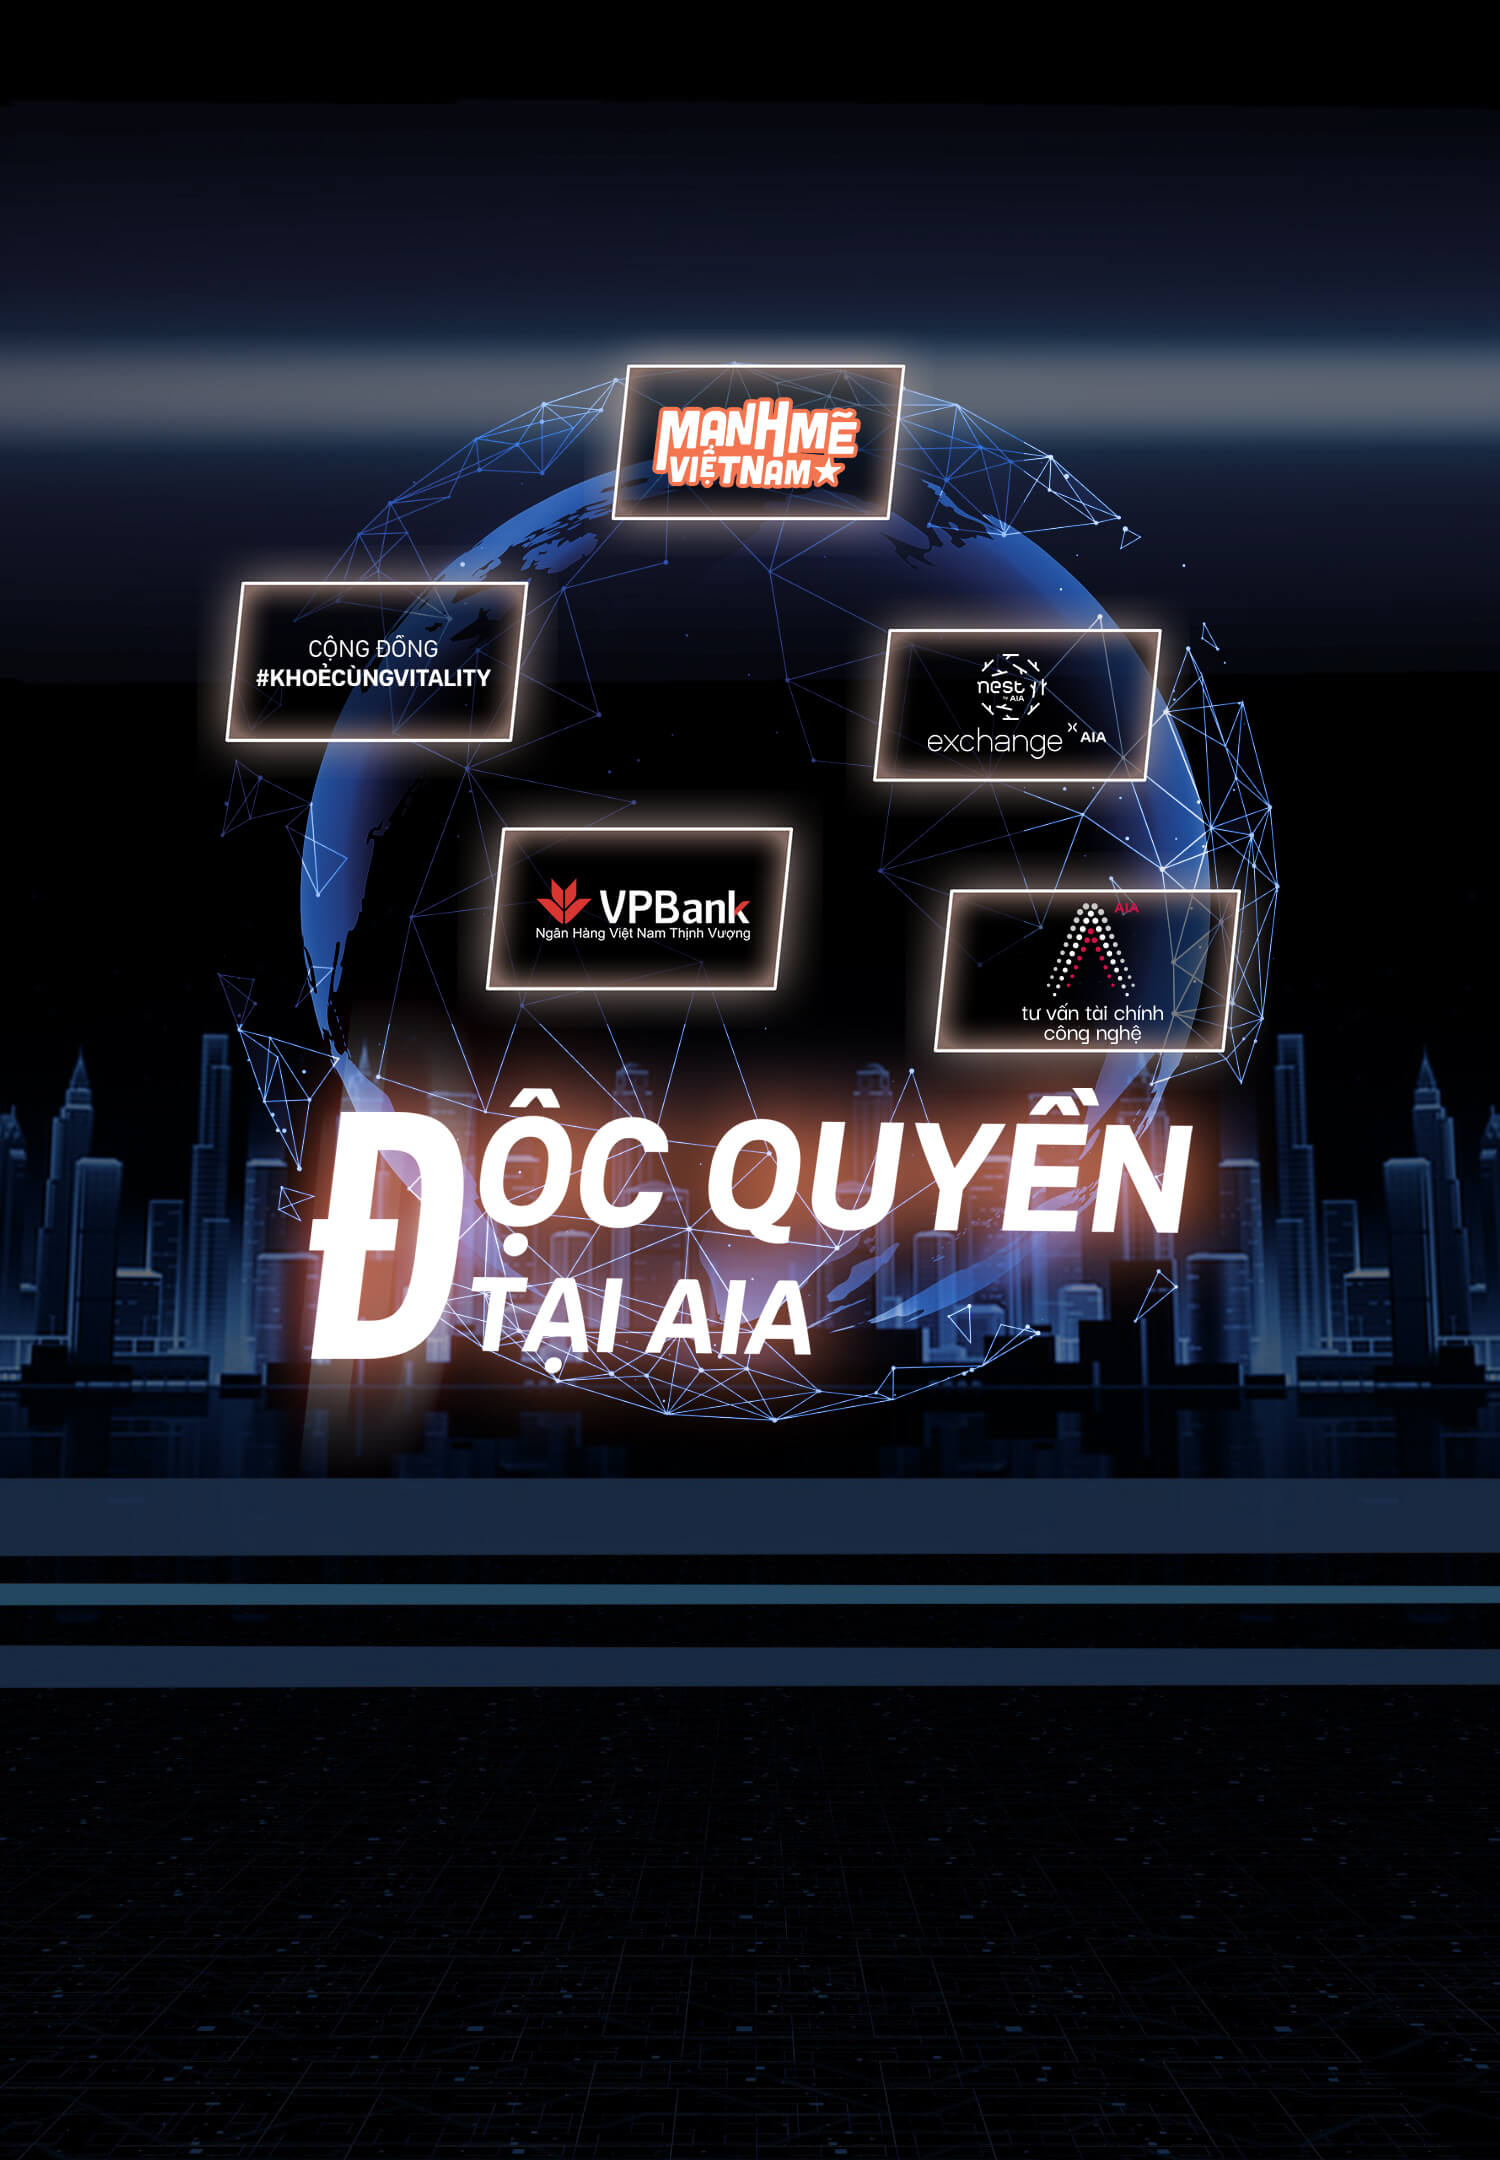 MẠNH MẼ
VIỆT NAM
CỘNG ĐỒNG
#KHOẺCÙNGVITALITY
nest
by AIA
exchange × AIA
VPBank
Ngân Hàng Việt Nam Thịnh Vượng
AIA
tư vấn tài chính
công nghệ
ĐỘC QUYỀN
TẠI AIA